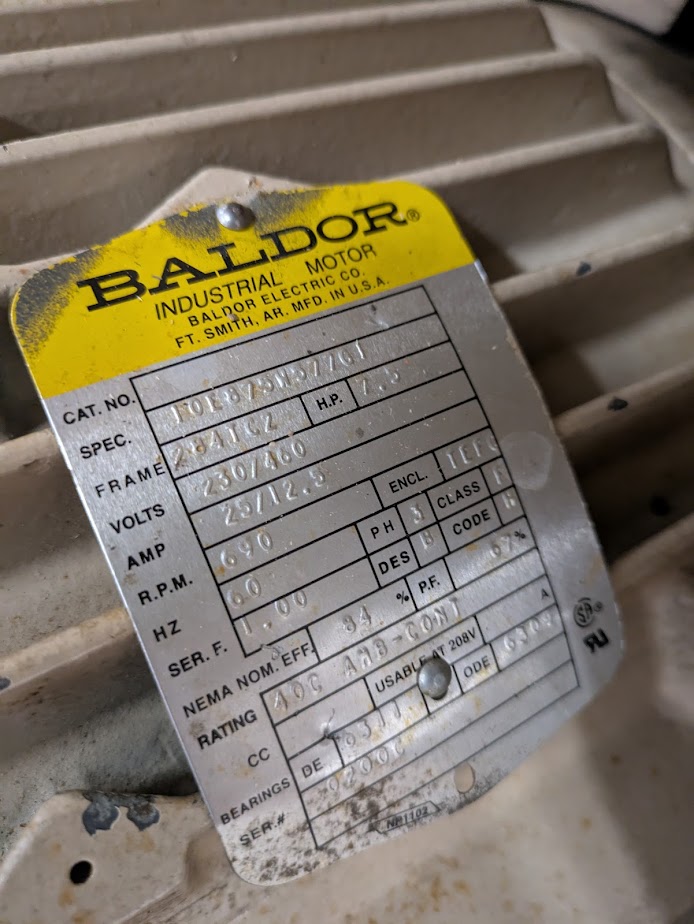 BALDOR®
INDUSTRIAL MOTOR
BALDOR ELECTRIC CO.
FT. SMITH, AR. MFD. IN U.S.A.
CAT. NO.
SPEC.
FRAME 284TCZ H.P. 7.5
VOLTS 230/460
AMP 25/12.5
R.P.M. 690 ENCL. TEFC
HZ 60 PH 3 CLASS F
SER. F. 1.00 DES B CODE H
NEMA NOM. EFF. 84 % P.F. 67 %
RATING 40C AMB-CONT
CC USABLE AT 208V A
BEARINGS DE 6311 ODE
SER.#
NP1103